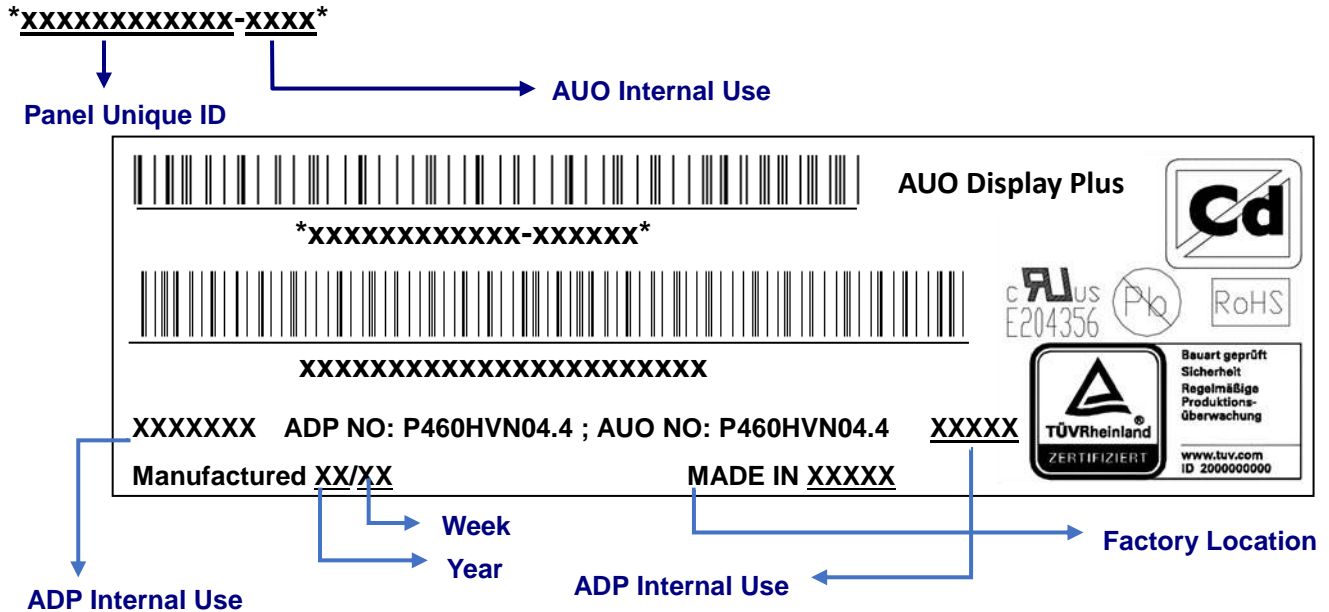 *xxxxxxxxxxxx-xxxx*
AUO Internal Use
Panel Unique ID
AUO Display Plus
Cd
*xxxxxxxxxxxx-xxxxxx*
c RU US
E204356
Pb
RoHS
xxxxxxxxxxxxxxxxxxxxxxx
Bauart geprüft
Sicherheit
Regelmäßige
Produktions-
überwachung
TÜVRheinland®
ZERTIFIZIERT
www.tuv.com
ID 2000000000
XXXXXXX ADP NO: P460HVN04.4 ; AUO NO: P460HVN04.4 XXXXX
Manufactured XX/XX MADE IN XXXXX
Week
Year
Factory Location
ADP Internal Use
ADP Internal Use